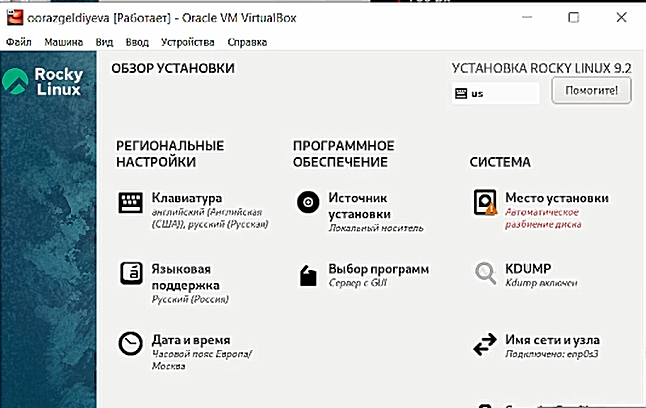 oorazgeldiyeva [Работает] - Oracle VM VirtualBox
Файл Машина Вид Ввод Устройства Справка
Rocky
Linux
ОБЗОР УСТАНОВКИ
УСТАНОВКА ROCKY LINUX 9.2
us
Помогите!
РЕГИОНАЛЬНЫЕ
НАСТРОЙКИ
Клавиатура
английский (Английская
(США)), русский (Русская)
Языковая
поддержка
Русский (Россия)
Дата и время
Часовой пояс Европа/
Москва
ПРОГРАММНОЕ
ОБЕСПЕЧЕНИЕ
Источник
установки
Локальный носитель
Выбор программ
Сервер с GUI
СИСТЕМА
Место установки
Автоматическое
разбиение диска
KDUMP
Kdump включен
Имя сети и узла
Подключено: enp0s3